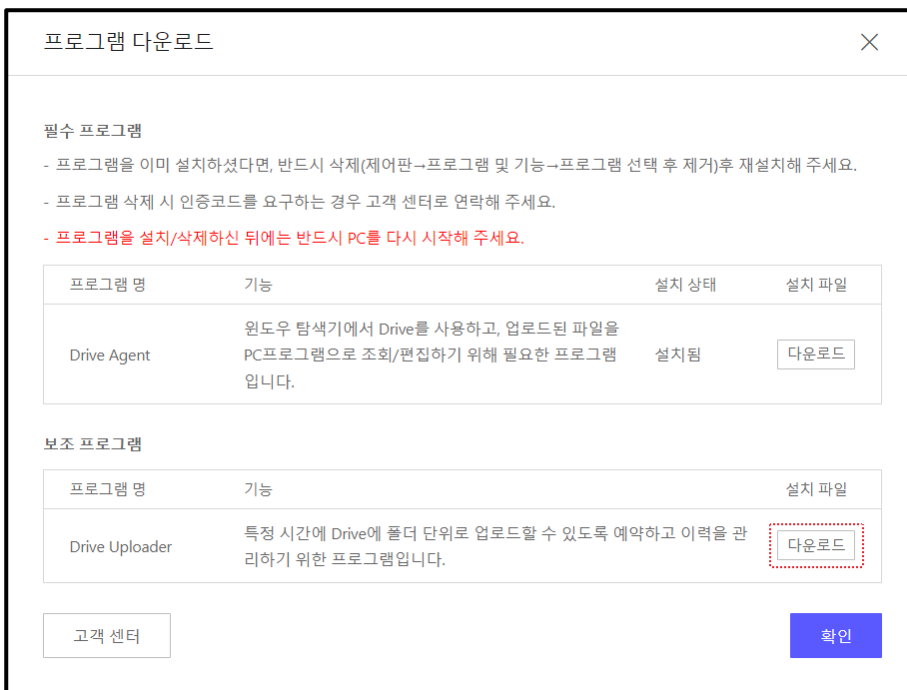 프로그램 다운로드
필수 프로그램
- 프로그램을 이미 설치하셨다면, 반드시 삭제(제어판→프로그램 및 기능→프로그램 선택 후 제거)후 재설치해 주세요.
- 프로그램 삭제 시 인증코드를 요구하는 경우 고객 센터로 연락해 주세요.
- 프로그램을 설치/삭제하신 뒤에는 반드시 PC를 다시 시작해 주세요.
프로그램 명 기능 설치 상태 설치 파일
윈도우 탐색기에서 Drive를 사용하고, 업로드된 파일을
Drive Agent PC프로그램으로 조회/편집하기 위해 필요한 프로그램 설치됨 다운로드
입니다.
보조 프로그램
프로그램 명 기능 설치 파일
Drive Uploader 특정 시간에 Drive에 폴더 단위로 업로드할 수 있도록 예약하고 이력을 관 다운로드
리하기 위한 프로그램입니다.
고객 센터 확인